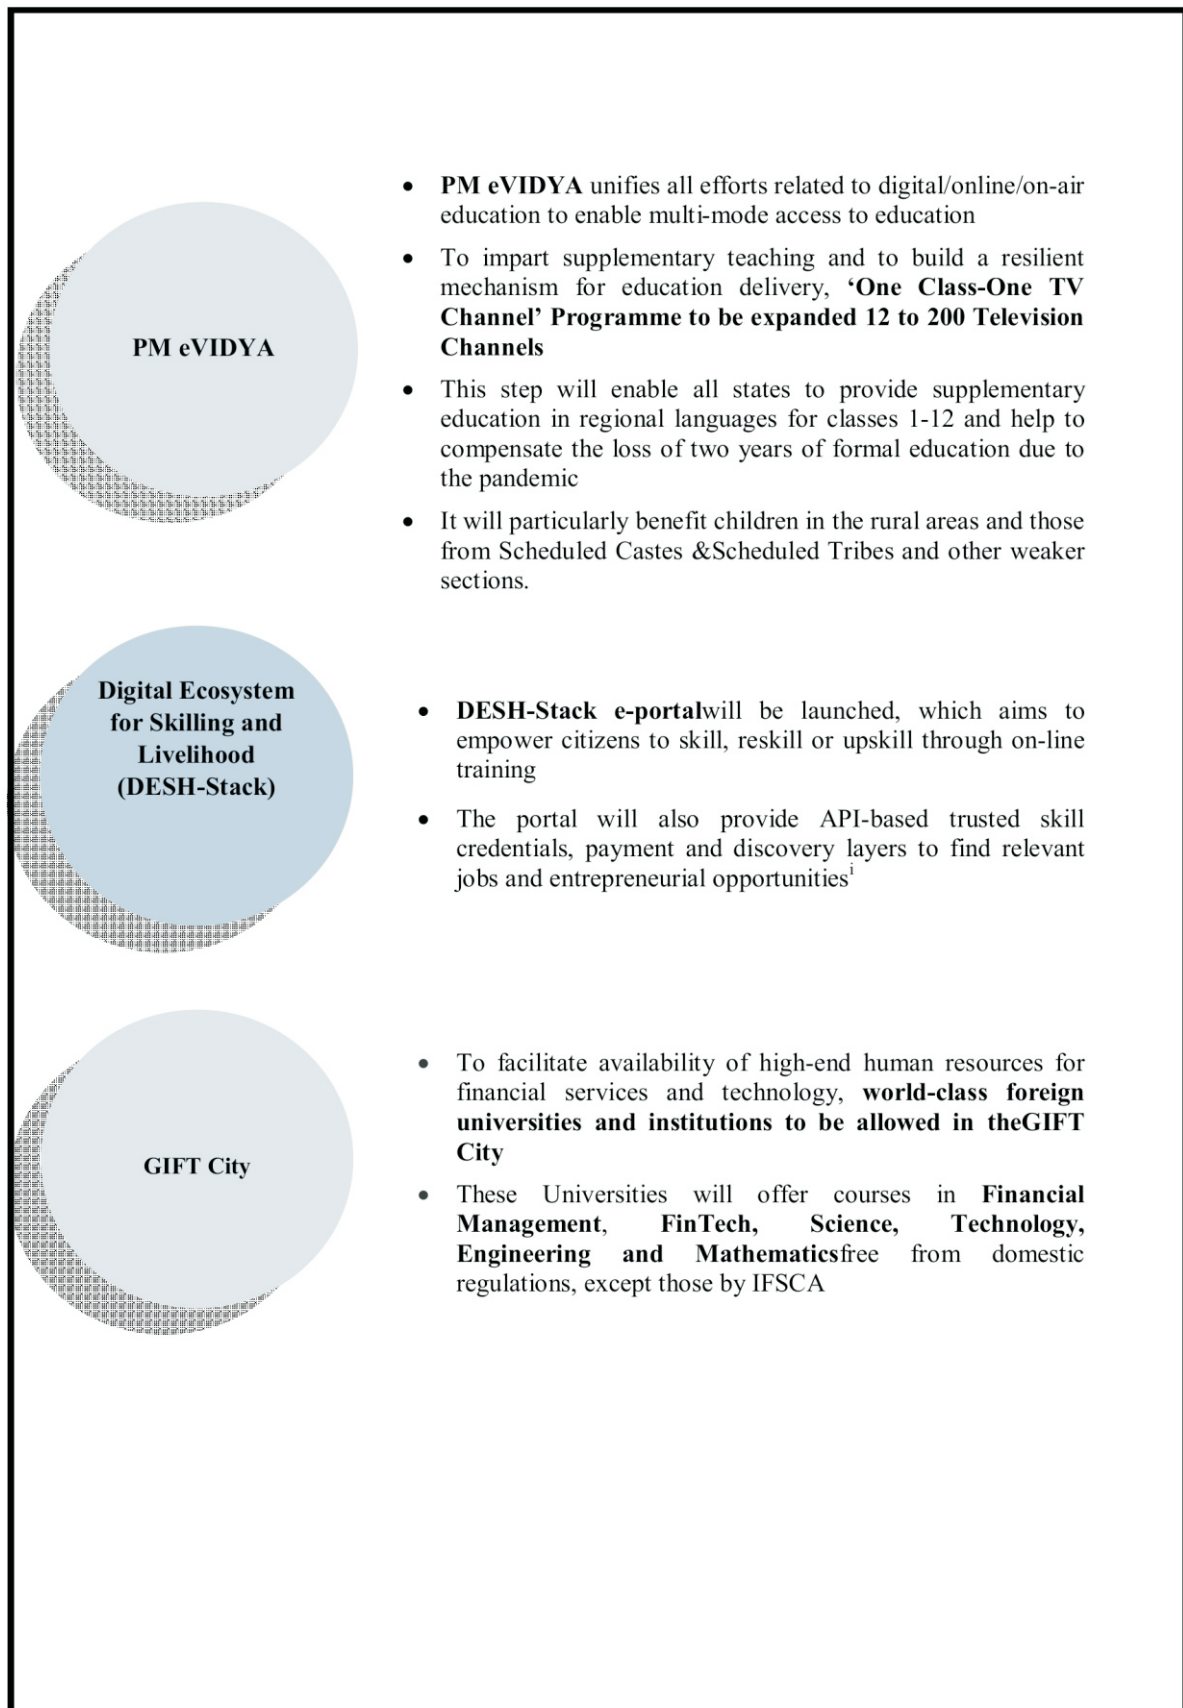 PM eVIDYA
• PM eVIDYA unifies all efforts related to digital/online/on-air
education to enable multi-mode access to education
• To impart supplementary teaching and to build a resilient
mechanism for education delivery, ‘One Class-One TV
Channel’ Programme to be expanded 12 to 200 Television
Channels
• This step will enable all states to provide supplementary
education in regional languages for classes 1-12 and help to
compensate the loss of two years of formal education due to
the pandemic
• It will particularly benefit children in the rural areas and those
from Scheduled Castes &Scheduled Tribes and other weaker
sections.
Digital Ecosystem
for Skilling and
Livelihood
(DESH-Stack)
• DESH-Stack e-portalwill be launched, which aims to
empower citizens to skill, reskill or upskill through on-line
training
• The portal will also provide API-based trusted skill
credentials, payment and discovery layers to find relevant
jobs and entrepreneurial opportunitiesⁱ
GIFT City
• To facilitate availability of high-end human resources for
financial services and technology, world-class foreign
universities and institutions to be allowed in theGIFT
City
• These Universities will offer courses in Financial
Management, FinTech, Science, Technology,
Engineering and Mathematicsfree from domestic
regulations, except those by IFSCA